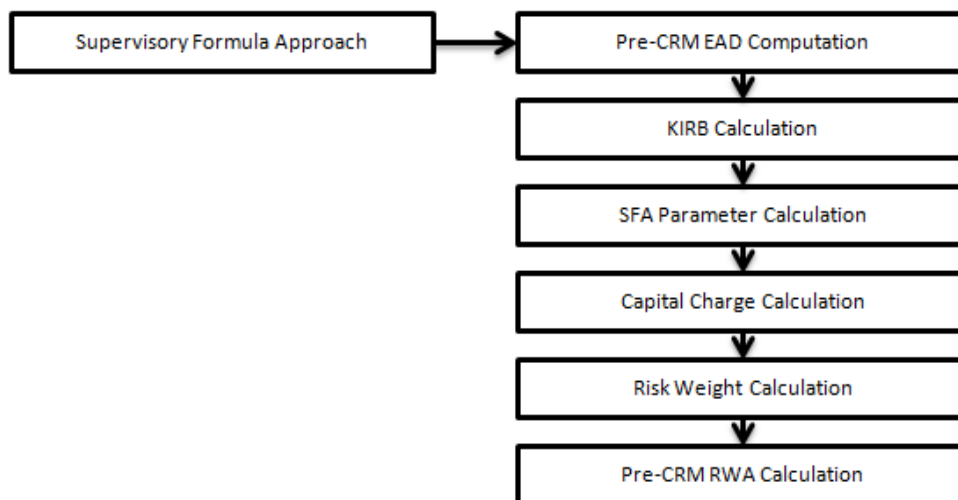 Supervisory Formula Approach
Pre-CRM EAD Computation
KIRB Calculation
SFA Parameter Calculation
Capital Charge Calculation
Risk Weight Calculation
Pre-CRM RWA Calculation